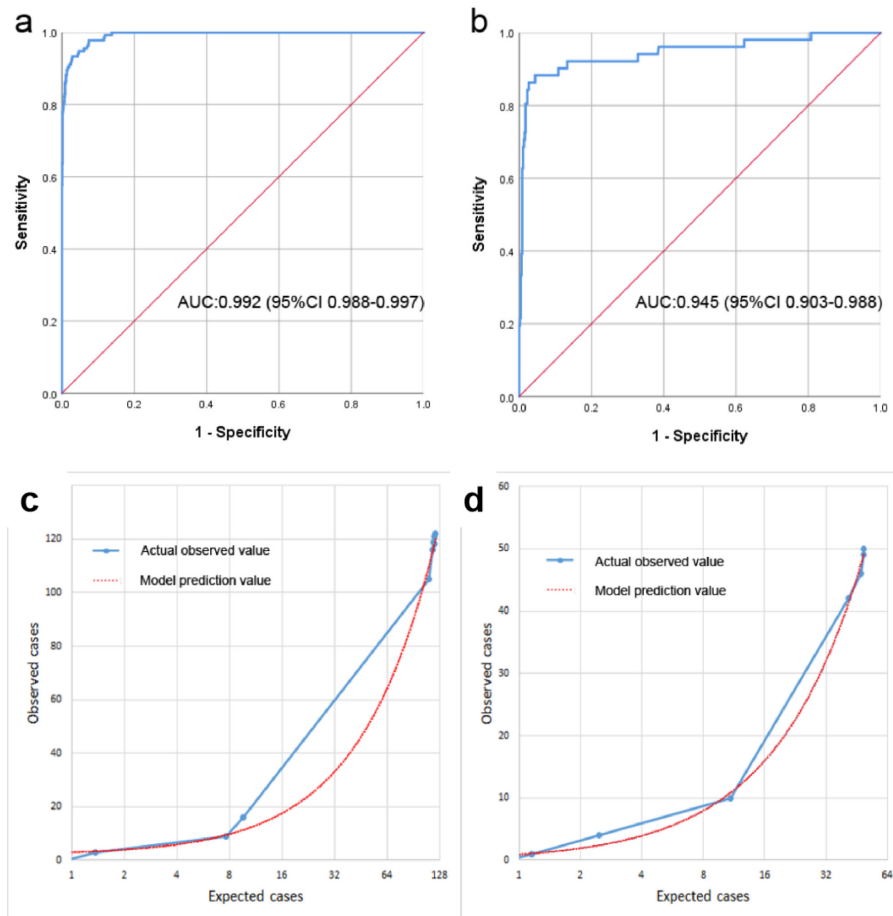 a
1.0
0.8
0.6
0.4
0.2
0.0
Sensitivity
AUC:0.992 (95%CI 0.988-0.997)
0.0 0.2 0.4 0.6 0.8 1.0
1 - Specificity
b
1.0
0.8
0.6
0.4
0.2
0.0
Sensitivity
AUC:0.945 (95%CI 0.903-0.988)
0.0 0.2 0.4 0.6 0.8 1.0
1 - Specificity
c
120
100
80
60
40
20
0
Observed cases
Actual observed value
Model prediction value
1 2 4 8 16 32 64 128
Expected cases
d
60
50
40
30
20
10
0
Observed cases
Actual observed value
Model prediction value
1 2 4 8 16 32 64
Expected cases